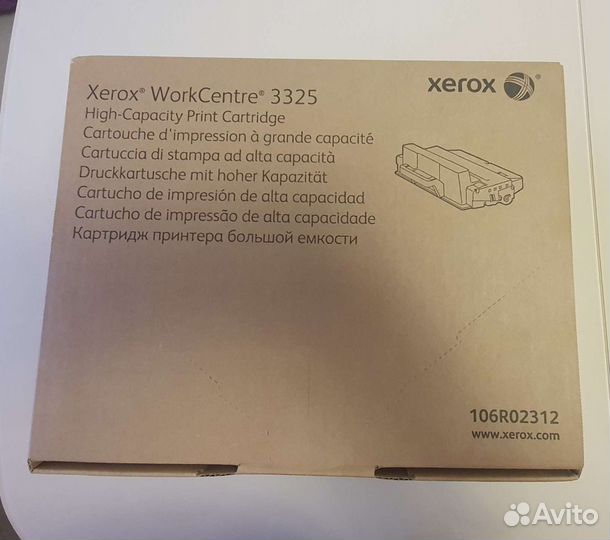 xerox
Xerox® WorkCentre® 3325
High-Capacity Print Cartridge
Cartouche d'impression à grande capacité
Cartuccia di stampa ad alta capacità
Druckkartusche mit hoher Kapazität
Cartucho de impresión de alta capacidad
Cartucho de impressão de alta capacidade
Картридж принтера большой емкости
106R02312
www.xerox.com
Avito